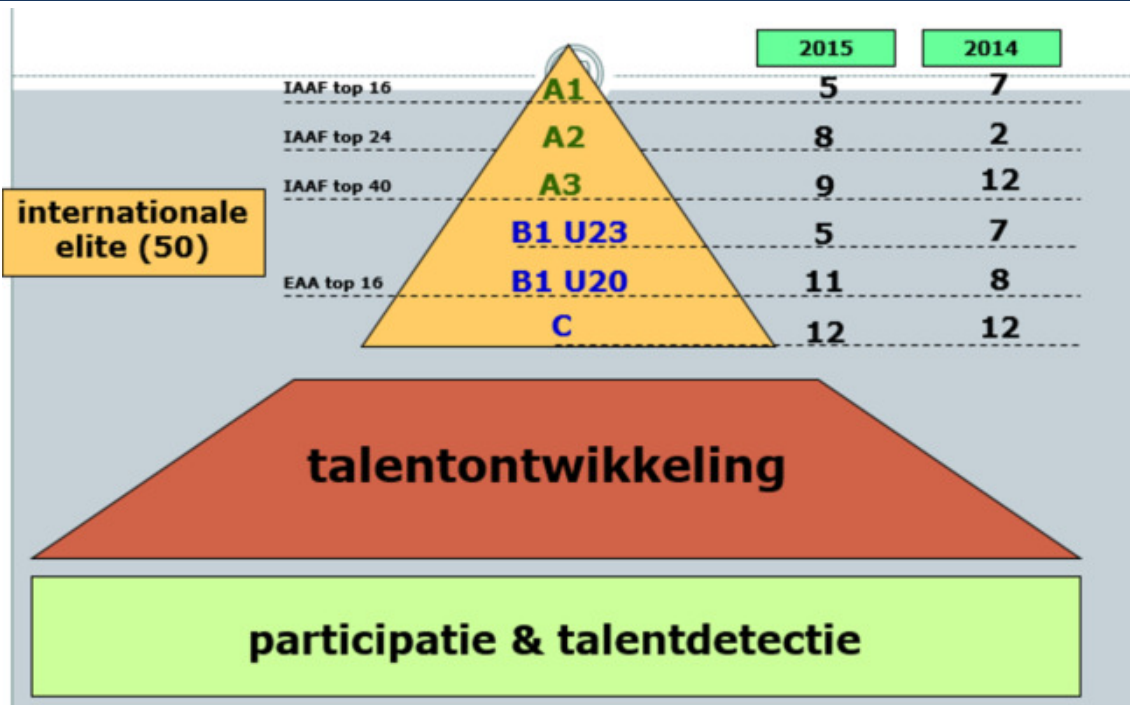 2015 2014
IAAF top 16 A1 5 7
IAAF top 24 A2 8 2
IAAF top 40 A3 9 12
internationale
elite (50)
B1 U23 5 7
EAA top 16 B1 U20 11 8
C 12 12
talentontwikkeling
participatie & talentdetectie